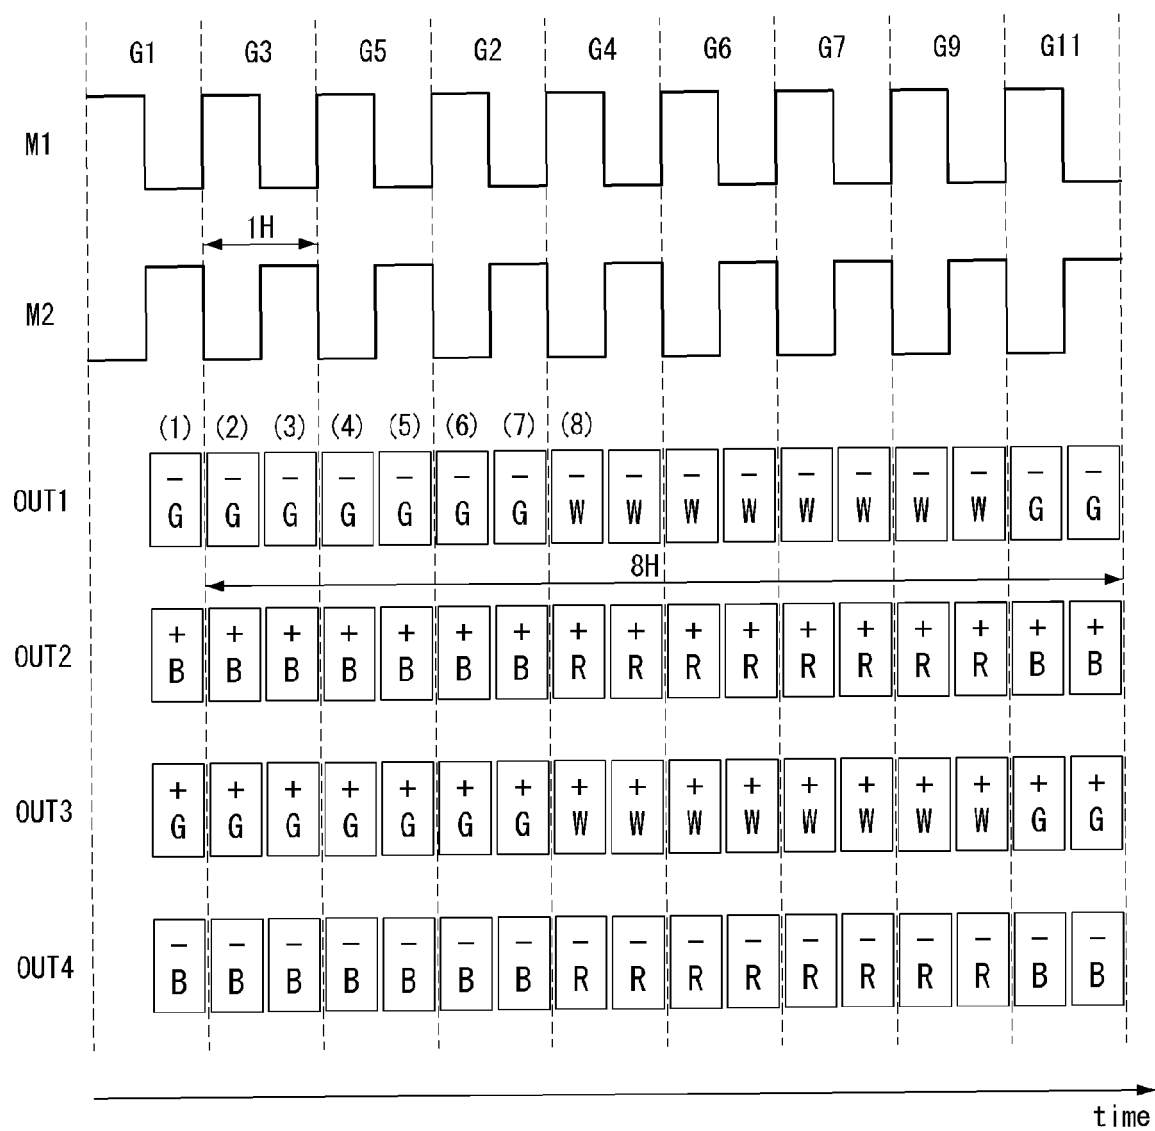 G1 G3 G5 G2 G4 G6 G7 G9 G11
M1
1H
M2
(1) (2) (3) (4) (5) (6) (7) (8)
− − − − − − − − − − − − − − − − −
OUT1 G G G G G G G W W W W W W W W G G
8H
+ + + + + + + + + + + + + + + + +
OUT2 B B B B B B B R R R R R R R R B B
+ + + + + + + + + + + + + + + + +
OUT3 G G G G G G G W W W W W W W W G G
− − − − − − − − − − − − − − − − −
OUT4 B B B B B B B R R R R R R R R B B
time